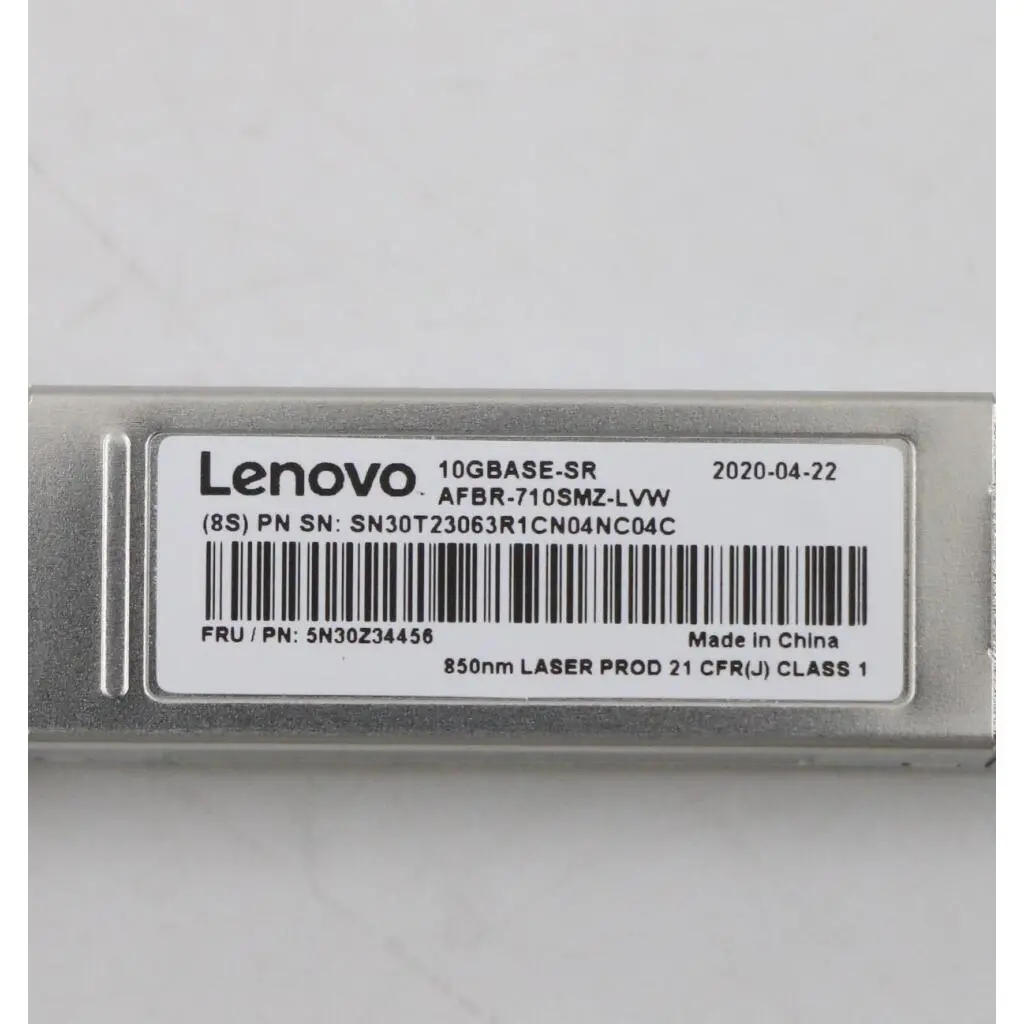 Lenovo 10GBASE-SR 2020-04-22
AFBR-710SMZ-LVW
(8S) PN SN: SN30T23063R1CN04NC04C
FRU / PN: 5N30Z34456 Made in China
850nm LASER PROD 21 CFR(J) CLASS 1